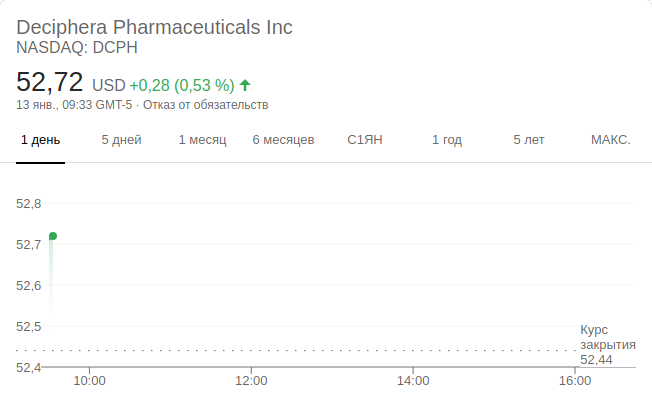 Deciphera Pharmaceuticals Inc
NASDAQ: DCPH
52,72 USD +0,28 (0,53 %)
13 янв., 09:33 GMT-5 · Отказ от обязательств
1 день 5 дней 1 месяц 6 месяцев С1ЯН 1 год 5 лет МАКС.
52,8
52,7
52,6
52,5
Курс
закрытия
52,44
52,4
10:00 12:00 14:00 16:00